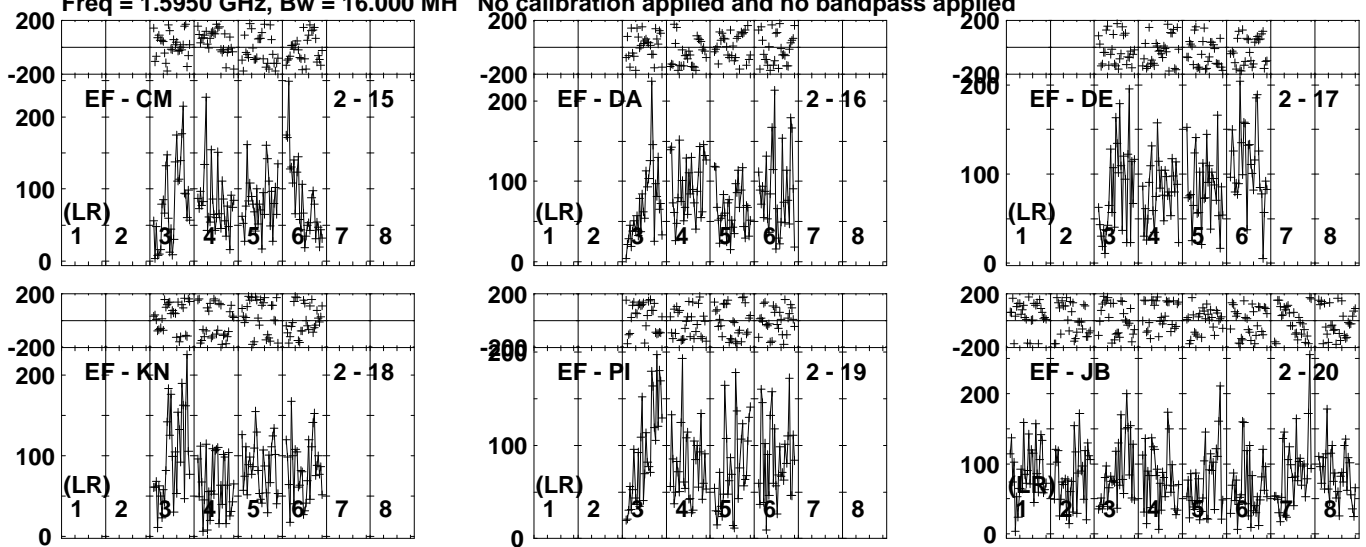 Freq = 1.5950 GHz, Bw = 16.000 MH No calibration applied and no bandpass applied
200
-200
200
100
0
EF - CM 2 - 15
(LR)
1 2 3 4 5 6 7 8
-200
200
100
0
EF - DA 2 - 16
(LR)
1 2 3 4 5 6 7 8
200
-200
200
100
0
EF - DE 2 - 17
(LR)
1 2 3 4 5 6 7 8
200
-200
200
100
0
EF - KN 2 - 18
(LR)
1 2 3 4 5 6 7 8
200
-200
200
100
0
EF - PI 2 - 19
(LR)
1 2 3 4 5 6 7 8
200
-200
200
100
0
EF - JB 2 - 20
(LR)
1 2 3 4 5 6 7 8
200